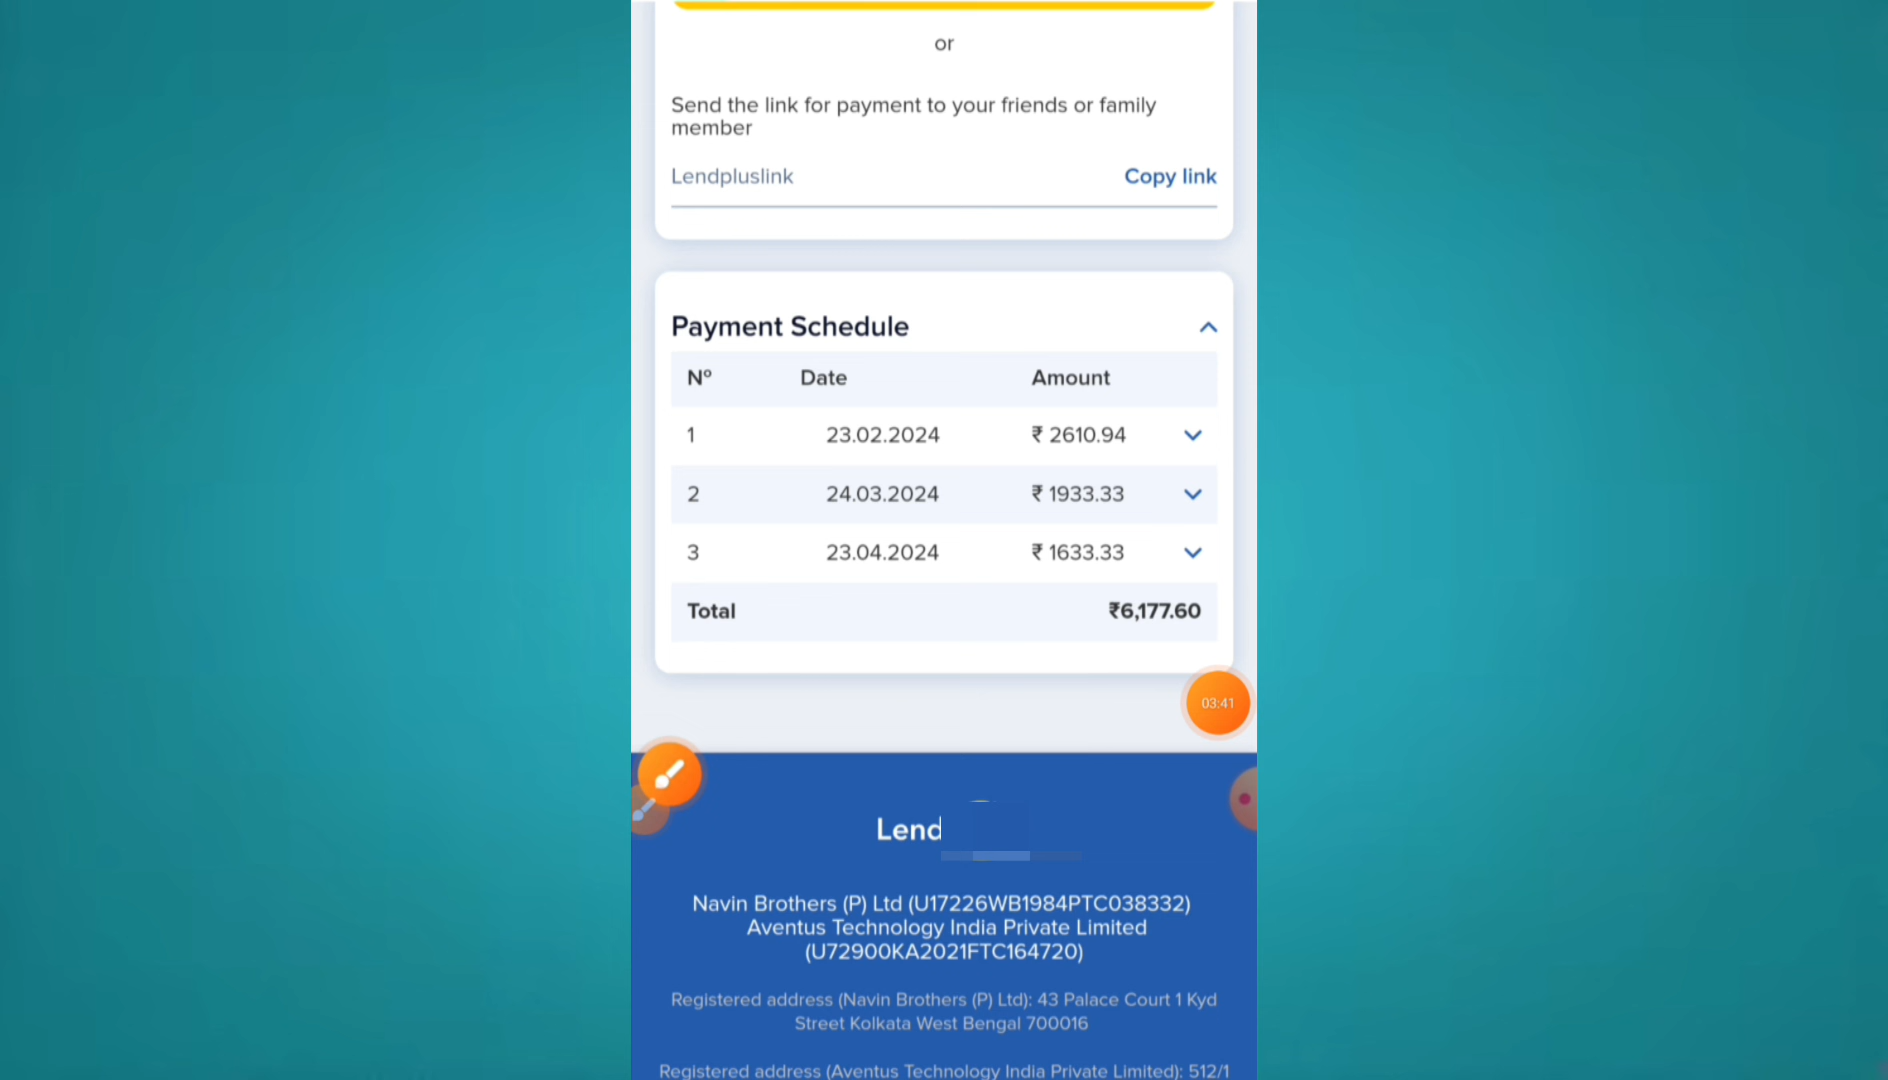 or
Send the link for payment to your friends or family
member
Lendpluslink Copy link
Payment Schedule
Nº Date Amount
1 23.02.2024 ₹ 2610.94
2 24.03.2024 ₹ 1933.33
3 23.04.2024 ₹ 1633.33
Total ₹6,177.60
03:41
Lend
Navin Brothers (P) Ltd (U17226WB1984PTC038332)
Aventus Technology India Private Limited
(U72900KA2021FTC164720)
Registered address (Navin Brothers (P) Ltd): 43 Palace Court 1 Kyd
Street Kolkata West Bengal 700016
Registered address (Aventus Technology India Private Limited): 512/1